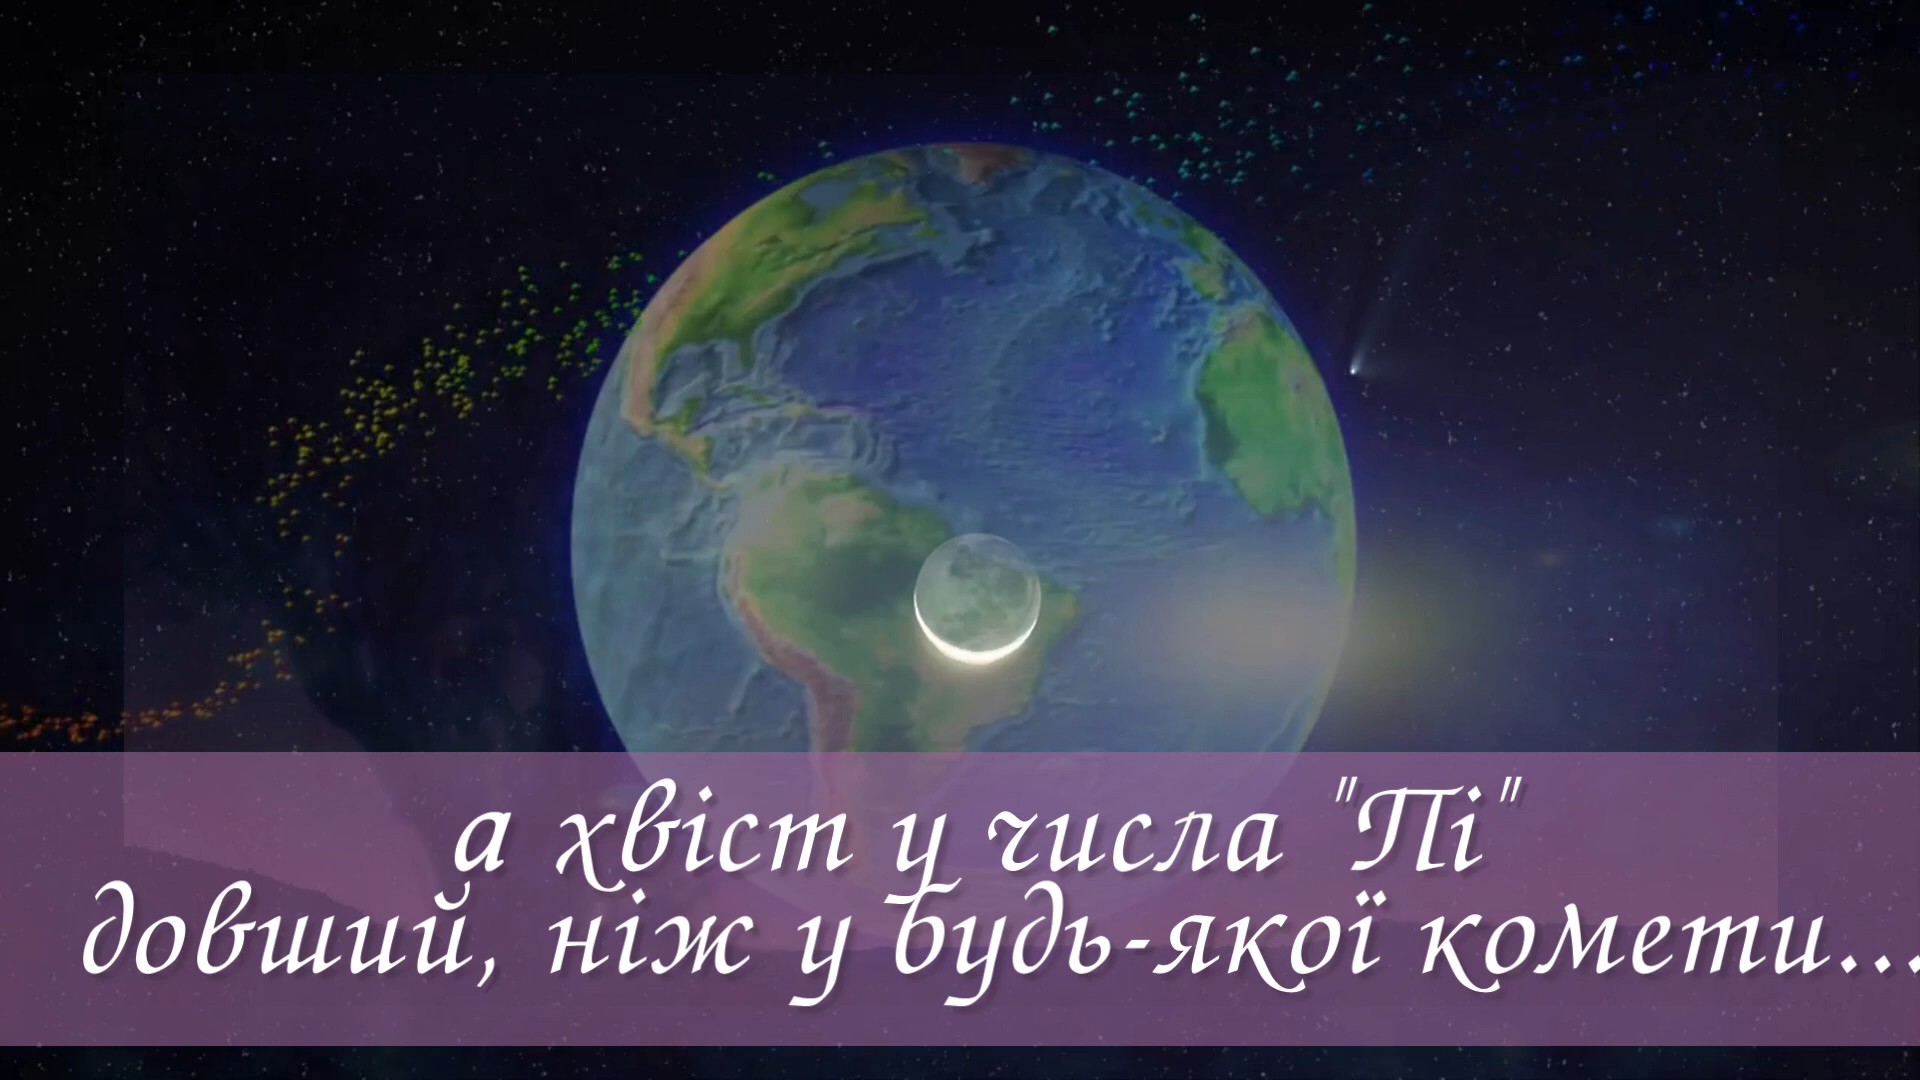 а хвіст у числа "Пі"
довший, ніж у будь-якої комети...